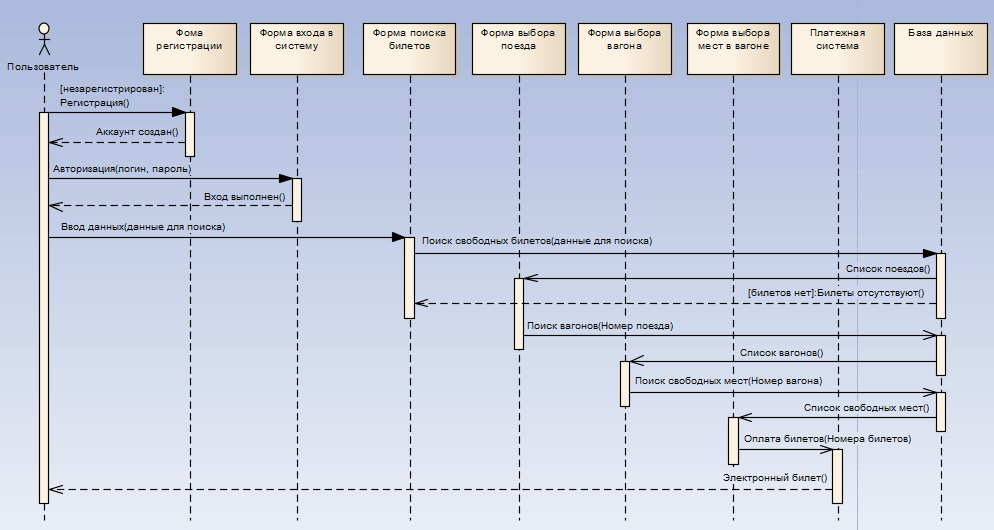 Пользователь
Фома
регистрации
Форма входа в
систему
Форма поиска
билетов
Форма выбора
поезда
Форма выбора
вагона
Форма выбора
мест в вагоне
Платежная
система
База данных
[незарегистрирован]:
Регистрация()
Аккаунт создан()
Авторизация(логин, пароль)
Вход выполнен()
Ввод данных(данные для поиска)
Поиск свободных билетов(данные для поиска)
Список поездов()
[билетов нет]:Билеты отсутствуют()
Поиск вагонов(Номер поезда)
Список вагонов()
Поиск свободных мест(Номер вагона)
Список свободных мест()
Оплата билетов(Номера билетов)
Электронный билет()